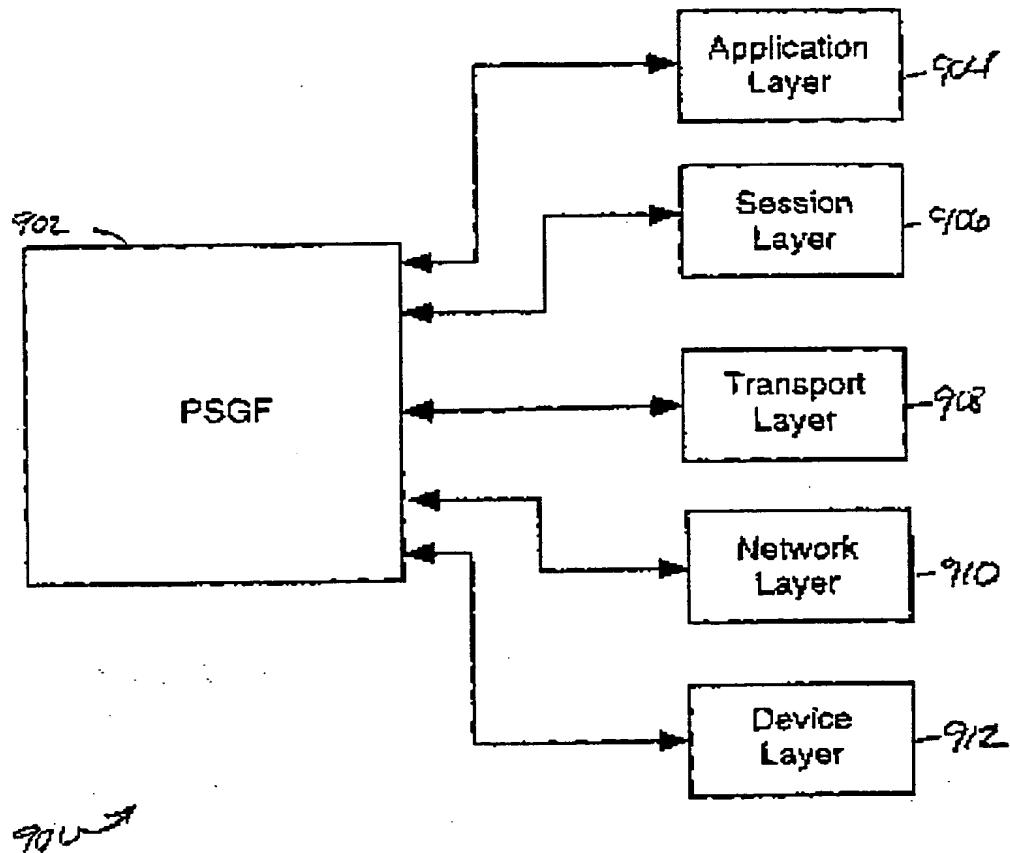 Application
Layer
904
Session
Layer
906
902
PSGF
Transport
Layer
908
Network
Layer
910
Device
Layer
912
900